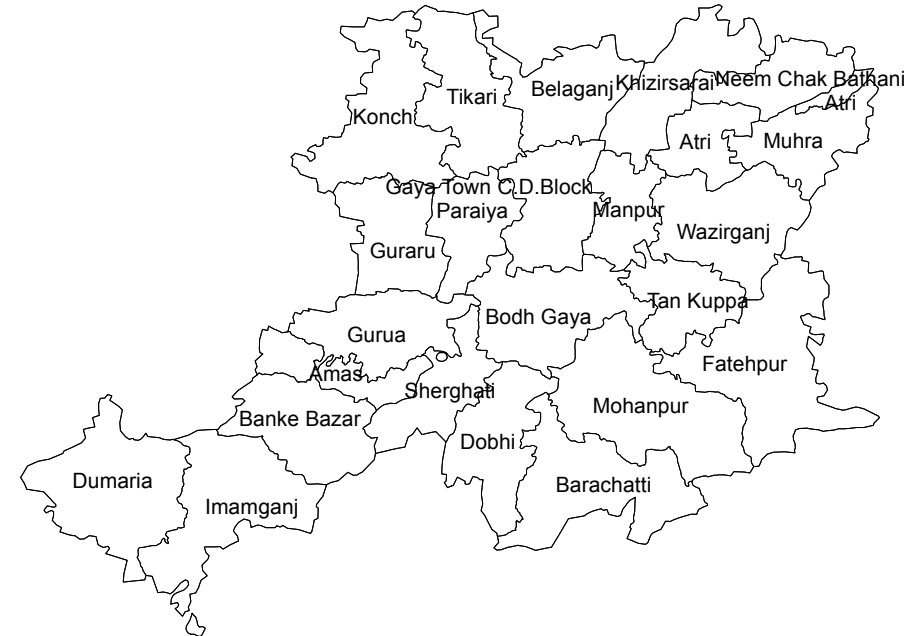 Neem Chak Bathani
Khizirsarai
Belaganj
Tikari
Atri
Konch
Atri
Muhra
Gaya Town C.D.Block
Paraiya
Manpur
Wazirganj
Guraru
Tan Kuppa
Bodh Gaya
Gurua
Fatehpur
Amas
Sherghati
Mohanpur
Banke Bazar
Dobhi
Dumaria
Barachatti
Imamganj